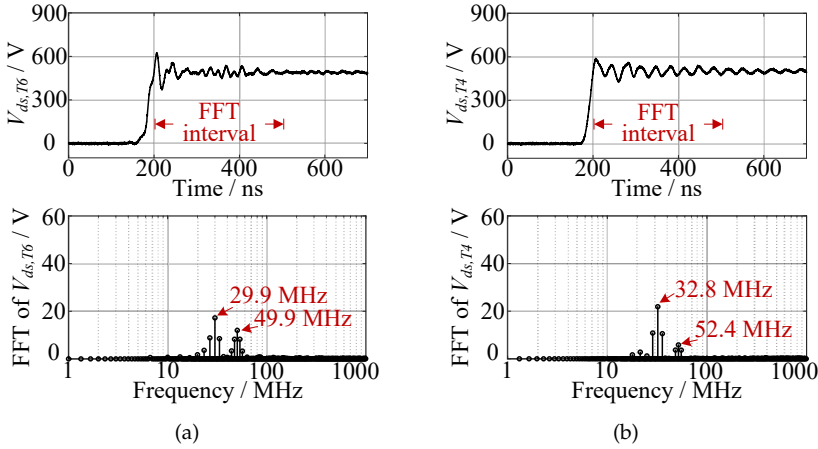 900
600
300
0
V_ds,T6 / V
FFT
interval
0 200 400 600
Time / ns
60
40
20
0
FFT of V_ds,T6 / V
29.9 MHz
49.9 MHz
1 10 100 1000
Frequency / MHz
(a)
900
600
300
0
V_ds,T4 / V
FFT
interval
0 200 400 600
Time / ns
60
40
20
0
FFT of V_ds,T4 / V
32.8 MHz
52.4 MHz
1 10 100 1000
Frequency / MHz
(b)